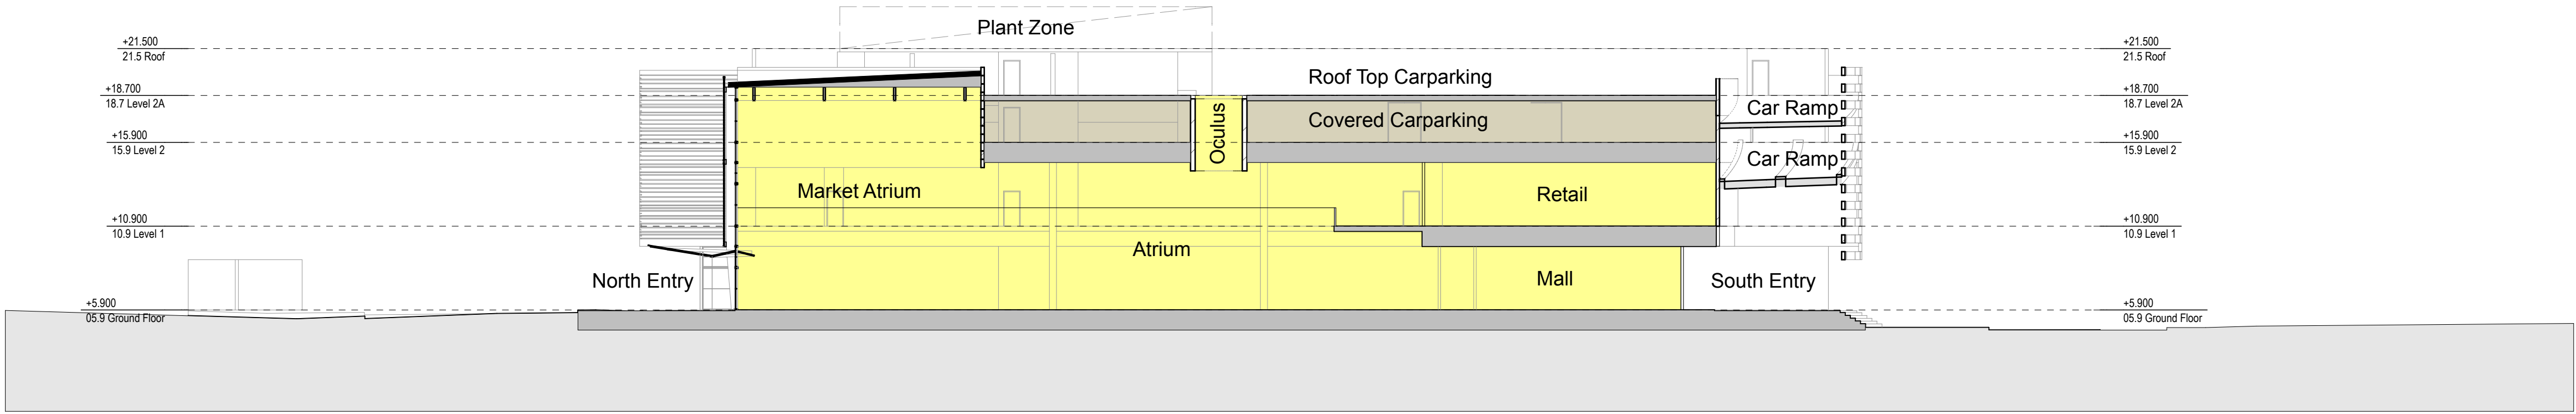 Plant Zone
+21.500
21.5 Roof
+21.500
21.5 Roof
Roof Top Carparking
+18.700
18.7 Level 2A
Car Ramp
+18.700
18.7 Level 2A
Oculus
Covered Carparking
+15.900
15.9 Level 2
Car Ramp
+15.900
15.9 Level 2
Market Atrium
Retail
+10.900
10.9 Level 1
+10.900
10.9 Level 1
Atrium
North Entry
Mall
South Entry
+5.900
05.9 Ground Floor
+5.900
05.9 Ground Floor